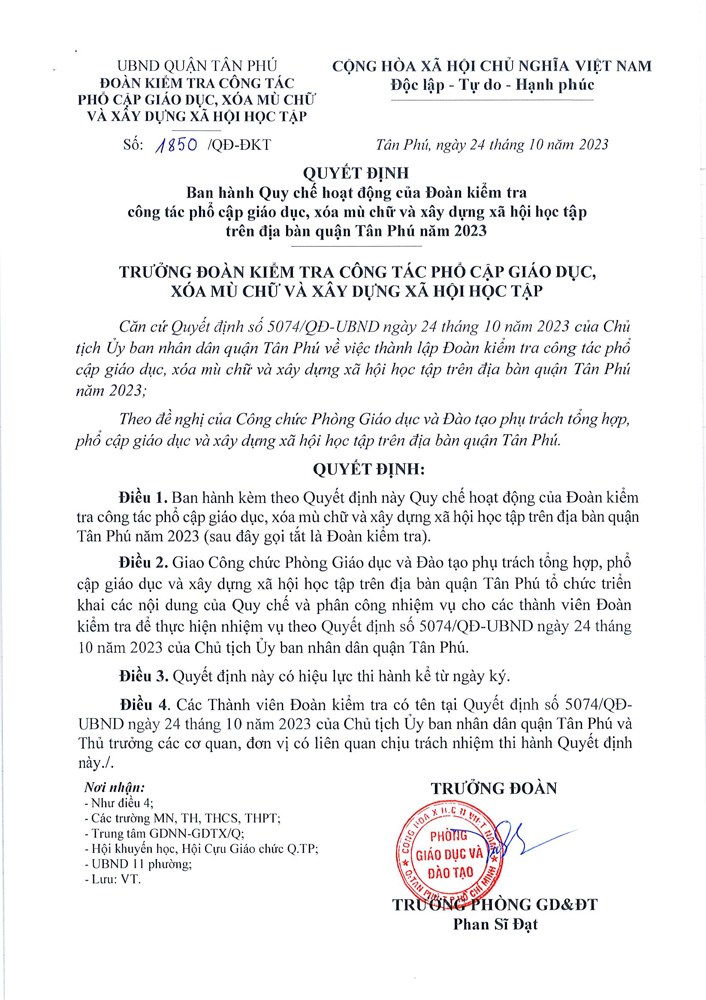 UBND QUẬN TÂN PHÚ
ĐOÀN KIỂM TRA CÔNG TÁC
PHỔ CẬP GIÁO DỤC, XÓA MÙ CHỮ
VÀ XÂY DỰNG XÃ HỘI HỌC TẬP
CỘNG HÒA XÃ HỘI CHỦ NGHĨA VIỆT NAM
Độc lập - Tự do - Hạnh phúc
Số: 1850 /QĐ-ĐKT
Tân Phú, ngày 24 tháng 10 năm 2023
QUYẾT ĐỊNH
Ban hành Quy chế hoạt động của Đoàn kiểm tra
công tác phổ cập giáo dục, xóa mù chữ và xây dựng xã hội học tập
trên địa bàn quận Tân Phú năm 2023
TRƯỞNG ĐOÀN KIỂM TRA CÔNG TÁC PHỔ CẬP GIÁO DỤC,
XÓA MÙ CHỮ VÀ XÂY DỰNG XÃ HỘI HỌC TẬP
Căn cứ Quyết định số 5074/QĐ-UBND ngày 24 tháng 10 năm 2023 của Chủ
tịch Ủy ban nhân dân quận Tân Phú về việc thành lập Đoàn kiểm tra công tác phổ
cập giáo dục, xóa mù chữ và xây dựng xã hội học tập trên địa bàn quận Tân Phú
năm 2023;
Theo đề nghị của Công chức Phòng Giáo dục và Đào tạo phụ trách tổng hợp,
phổ cập giáo dục và xây dựng xã hội học tập trên địa bàn quận Tân Phú.
QUYẾT ĐỊNH:
Điều 1. Ban hành kèm theo Quyết định này Quy chế hoạt động của Đoàn kiểm
tra công tác phổ cập giáo dục, xóa mù chữ và xây dựng xã hội học tập trên địa bàn quận
Tân Phú năm 2023 (sau đây gọi tắt là Đoàn kiểm tra).
Điều 2. Giao Công chức Phòng Giáo dục và Đào tạo phụ trách tổng hợp, phổ
cập giáo dục và xây dựng xã hội học tập trên địa bàn quận Tân Phú tổ chức triển
khai các nội dung của Quy chế và phân công nhiệm vụ cho các thành viên Đoàn
kiểm tra để thực hiện nhiệm vụ theo Quyết định số 5074/QĐ-UBND ngày 24 tháng
10 năm 2023 của Chủ tịch Ủy ban nhân dân quận Tân Phú.
Điều 3. Quyết định này có hiệu lực thi hành kể từ ngày ký.
Điều 4. Các Thành viên Đoàn kiểm tra có tên tại Quyết định số 5074/QĐ-
UBND ngày 24 tháng 10 năm 2023 của Chủ tịch Ủy ban nhân dân quận Tân Phú và
Thủ trưởng các cơ quan, đơn vị có liên quan chịu trách nhiệm thi hành Quyết định
này./.
Nơi nhận:
- Như điều 4;
- Các trường MN, TH, THCS, THPT;
- Trung tâm GDNN-GDTX/Q;
- Hội khuyến học, Hội Cựu Giáo chức Q.TP;
- UBND 11 phường;
- Lưu: VT.
TRƯỞNG ĐOÀN
PHÒNG
GIÁO DỤC VÀ
ĐÀO TẠO
Q.TÂN PHÚ T.P HỒ CHÍ MINH
TRƯỞNG PHÒNG GD&ĐT
Phan Sĩ Đạt